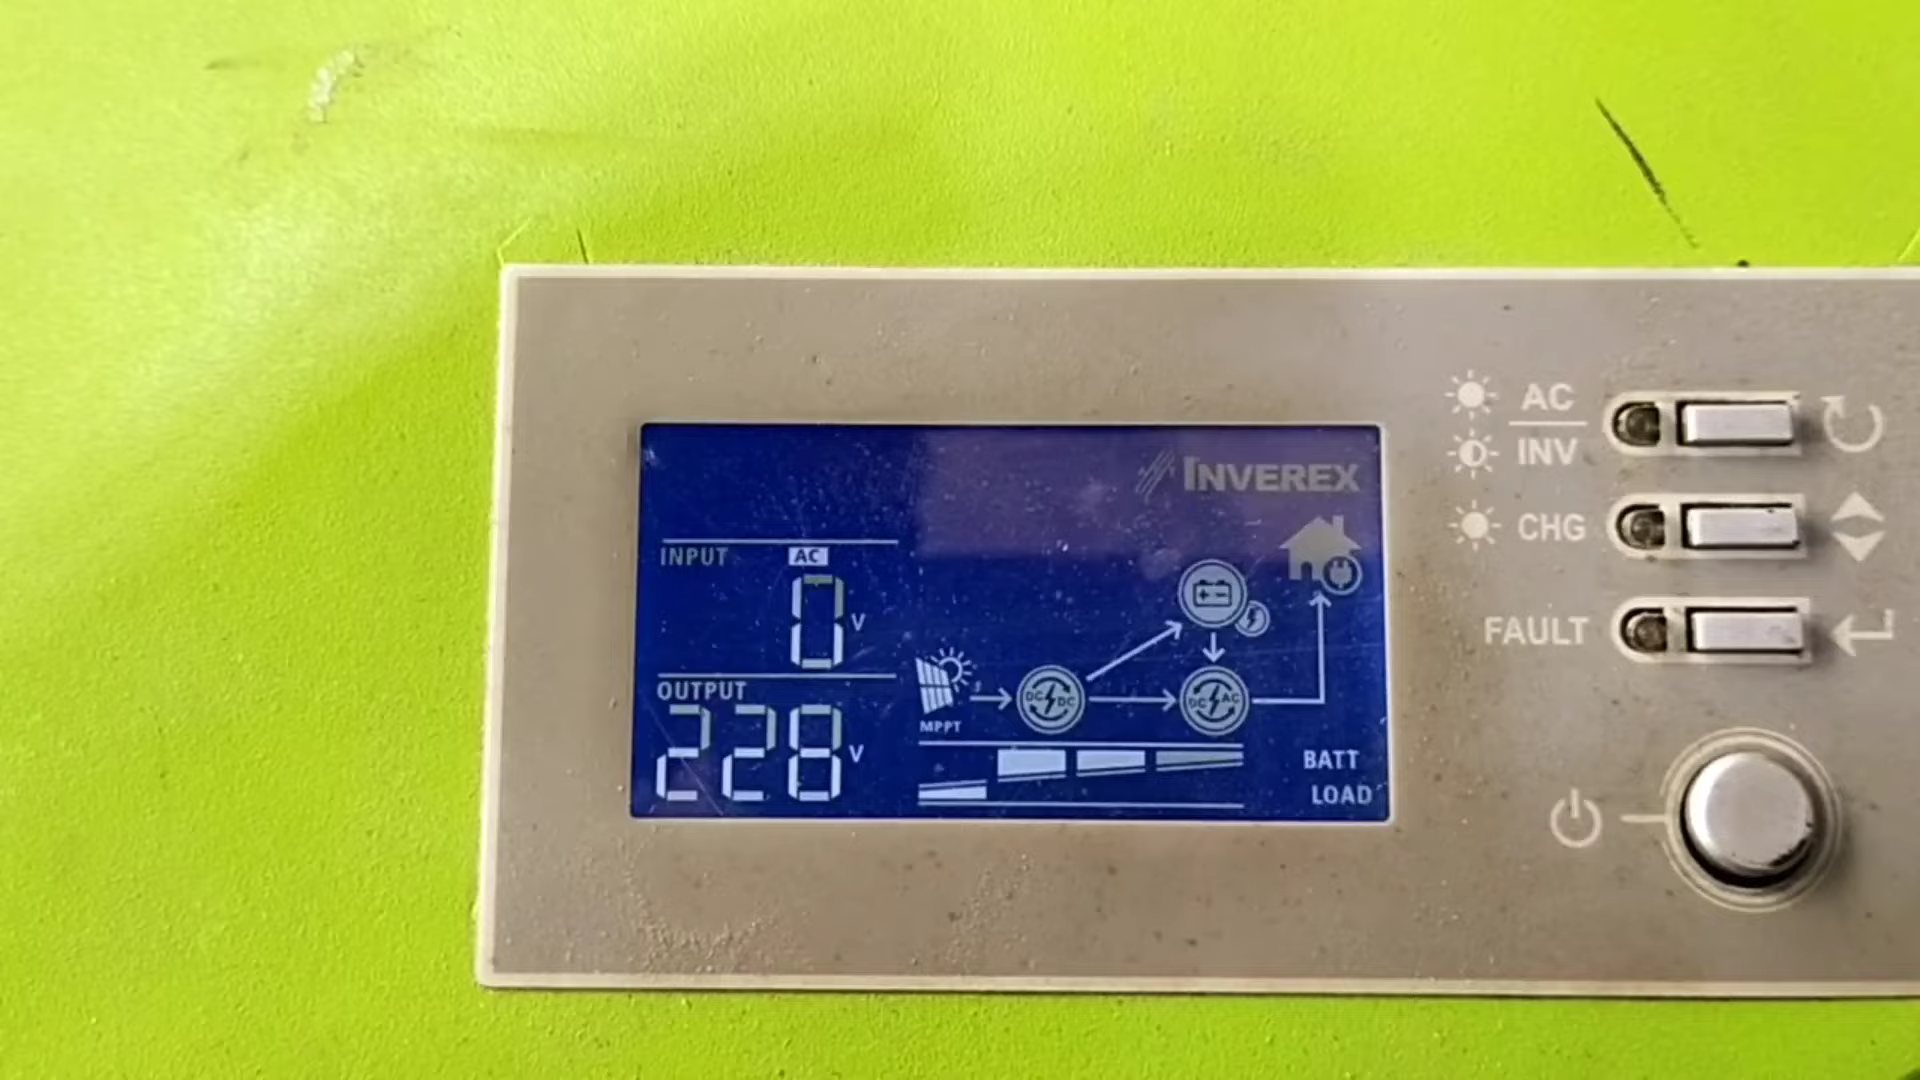 INVEREX
INPUT AC
0 V
OUTPUT
228 V
MPPT
DC DC
DC AC
BATT
LOAD
AC
INV
CHG
FAULT